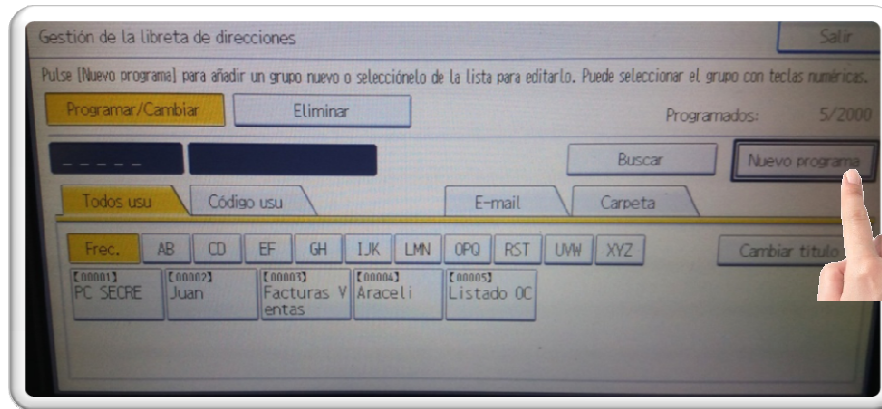 Gestión de la libreta de direcciones Salir
Pulse [Nuevo programa] para añadir un grupo nuevo o selecciónelo de la lista para editarlo. Puede seleccionar el grupo con teclas numéricas.
Programar/Cambiar Eliminar Programados: 5/2000
_ _ _ _ _ Buscar Nuevo programa
Todos usu Código usu E-mail Carpeta
Frec. AB CD EF GH IJK LMN OPQ RST UVW XYZ Cambiar título
[00001] [00002] [00003] [00004] [00005]
PC SECRE Juan Facturas V Araceli Listado OC
entas